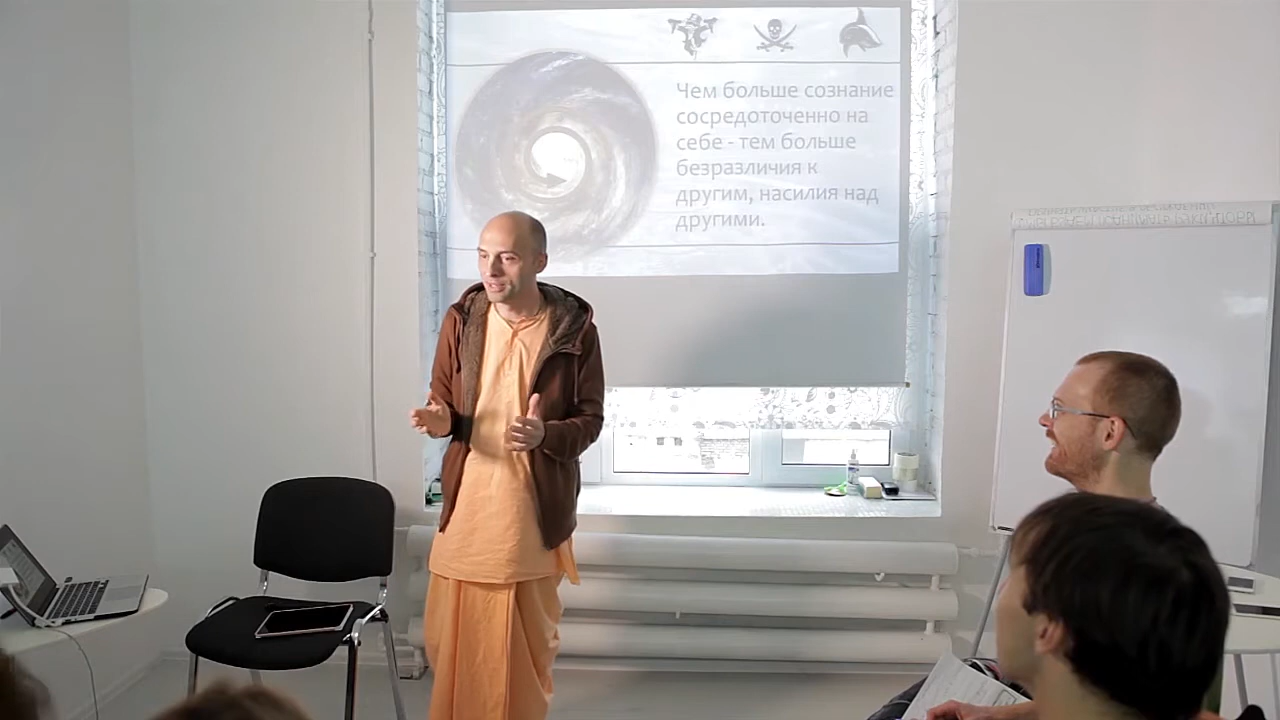 Чем больше сознание
сосредоточенно на
себе - тем больше
безразличия к
другим, насилия над
другими.